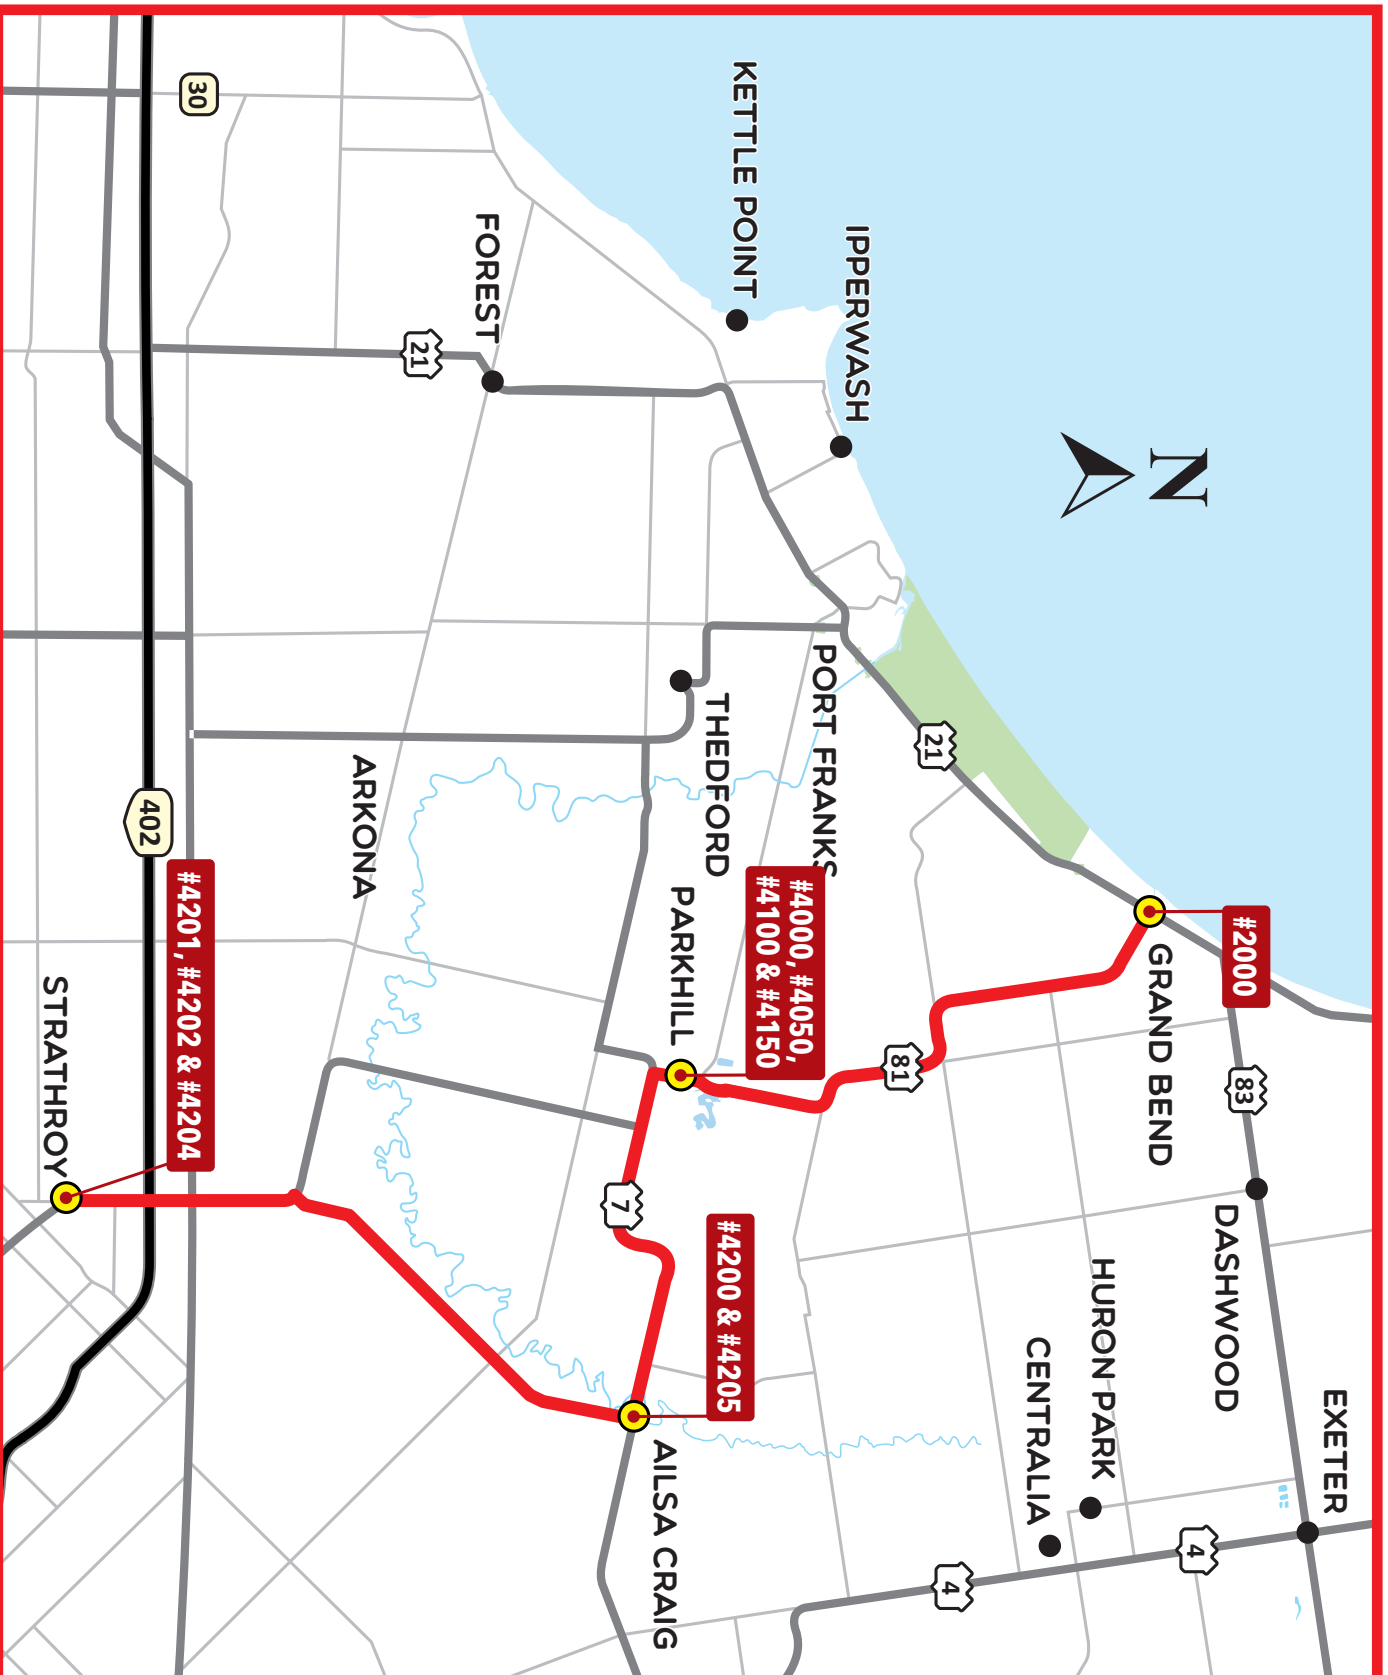 N
EXETER
#2000
83
DASHWOOD
GRAND BEND
HURON PARK
4
CENTRALIA
4
21
81
IPPERWASH
PORT FRANKS
#4000, #4050,
#4100 & #4150
KETTLE POINT
THEDFORD
#4200 & #4205
PARKHILL
7
AILSA CRAIG
FOREST
21
ARKONA
30
#4201, #4202 & #4204
402
STRATHROY